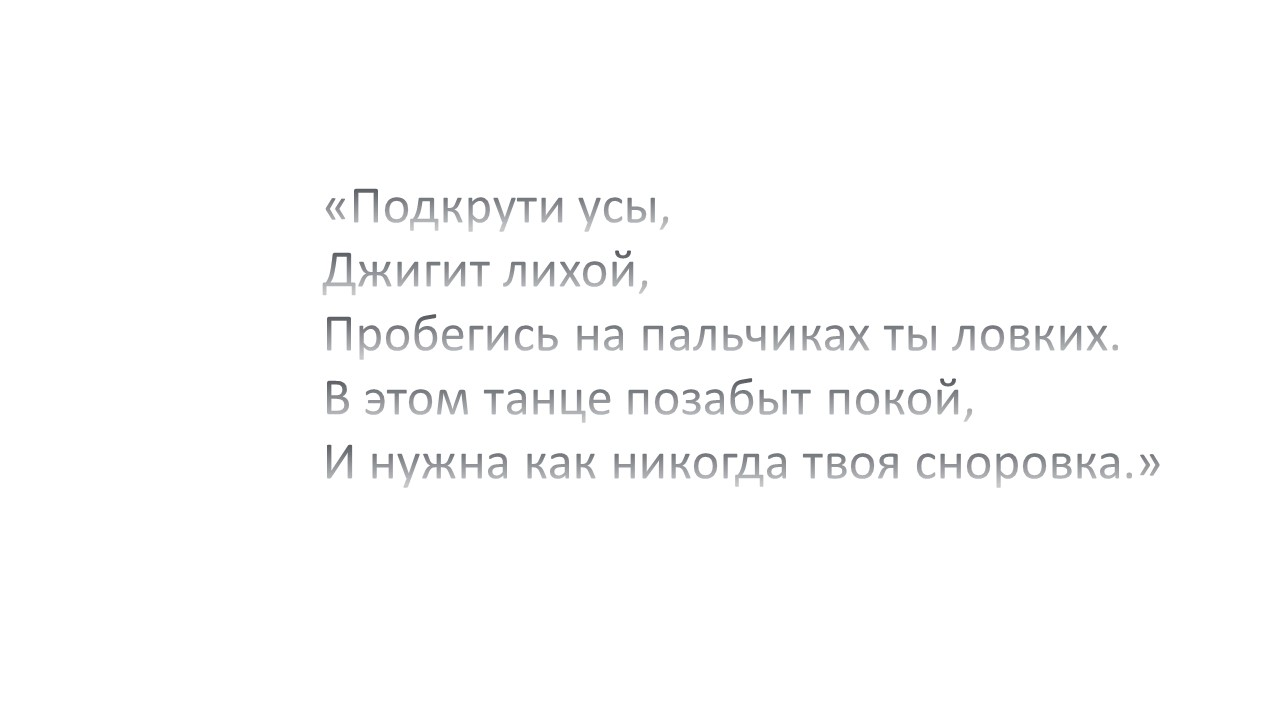 «Подкрути усы,
Джигит лихой,
Пробегись на пальчиках ты ловких.
В этом танце позабыт покой,
И нужна как никогда твоя сноровка.»